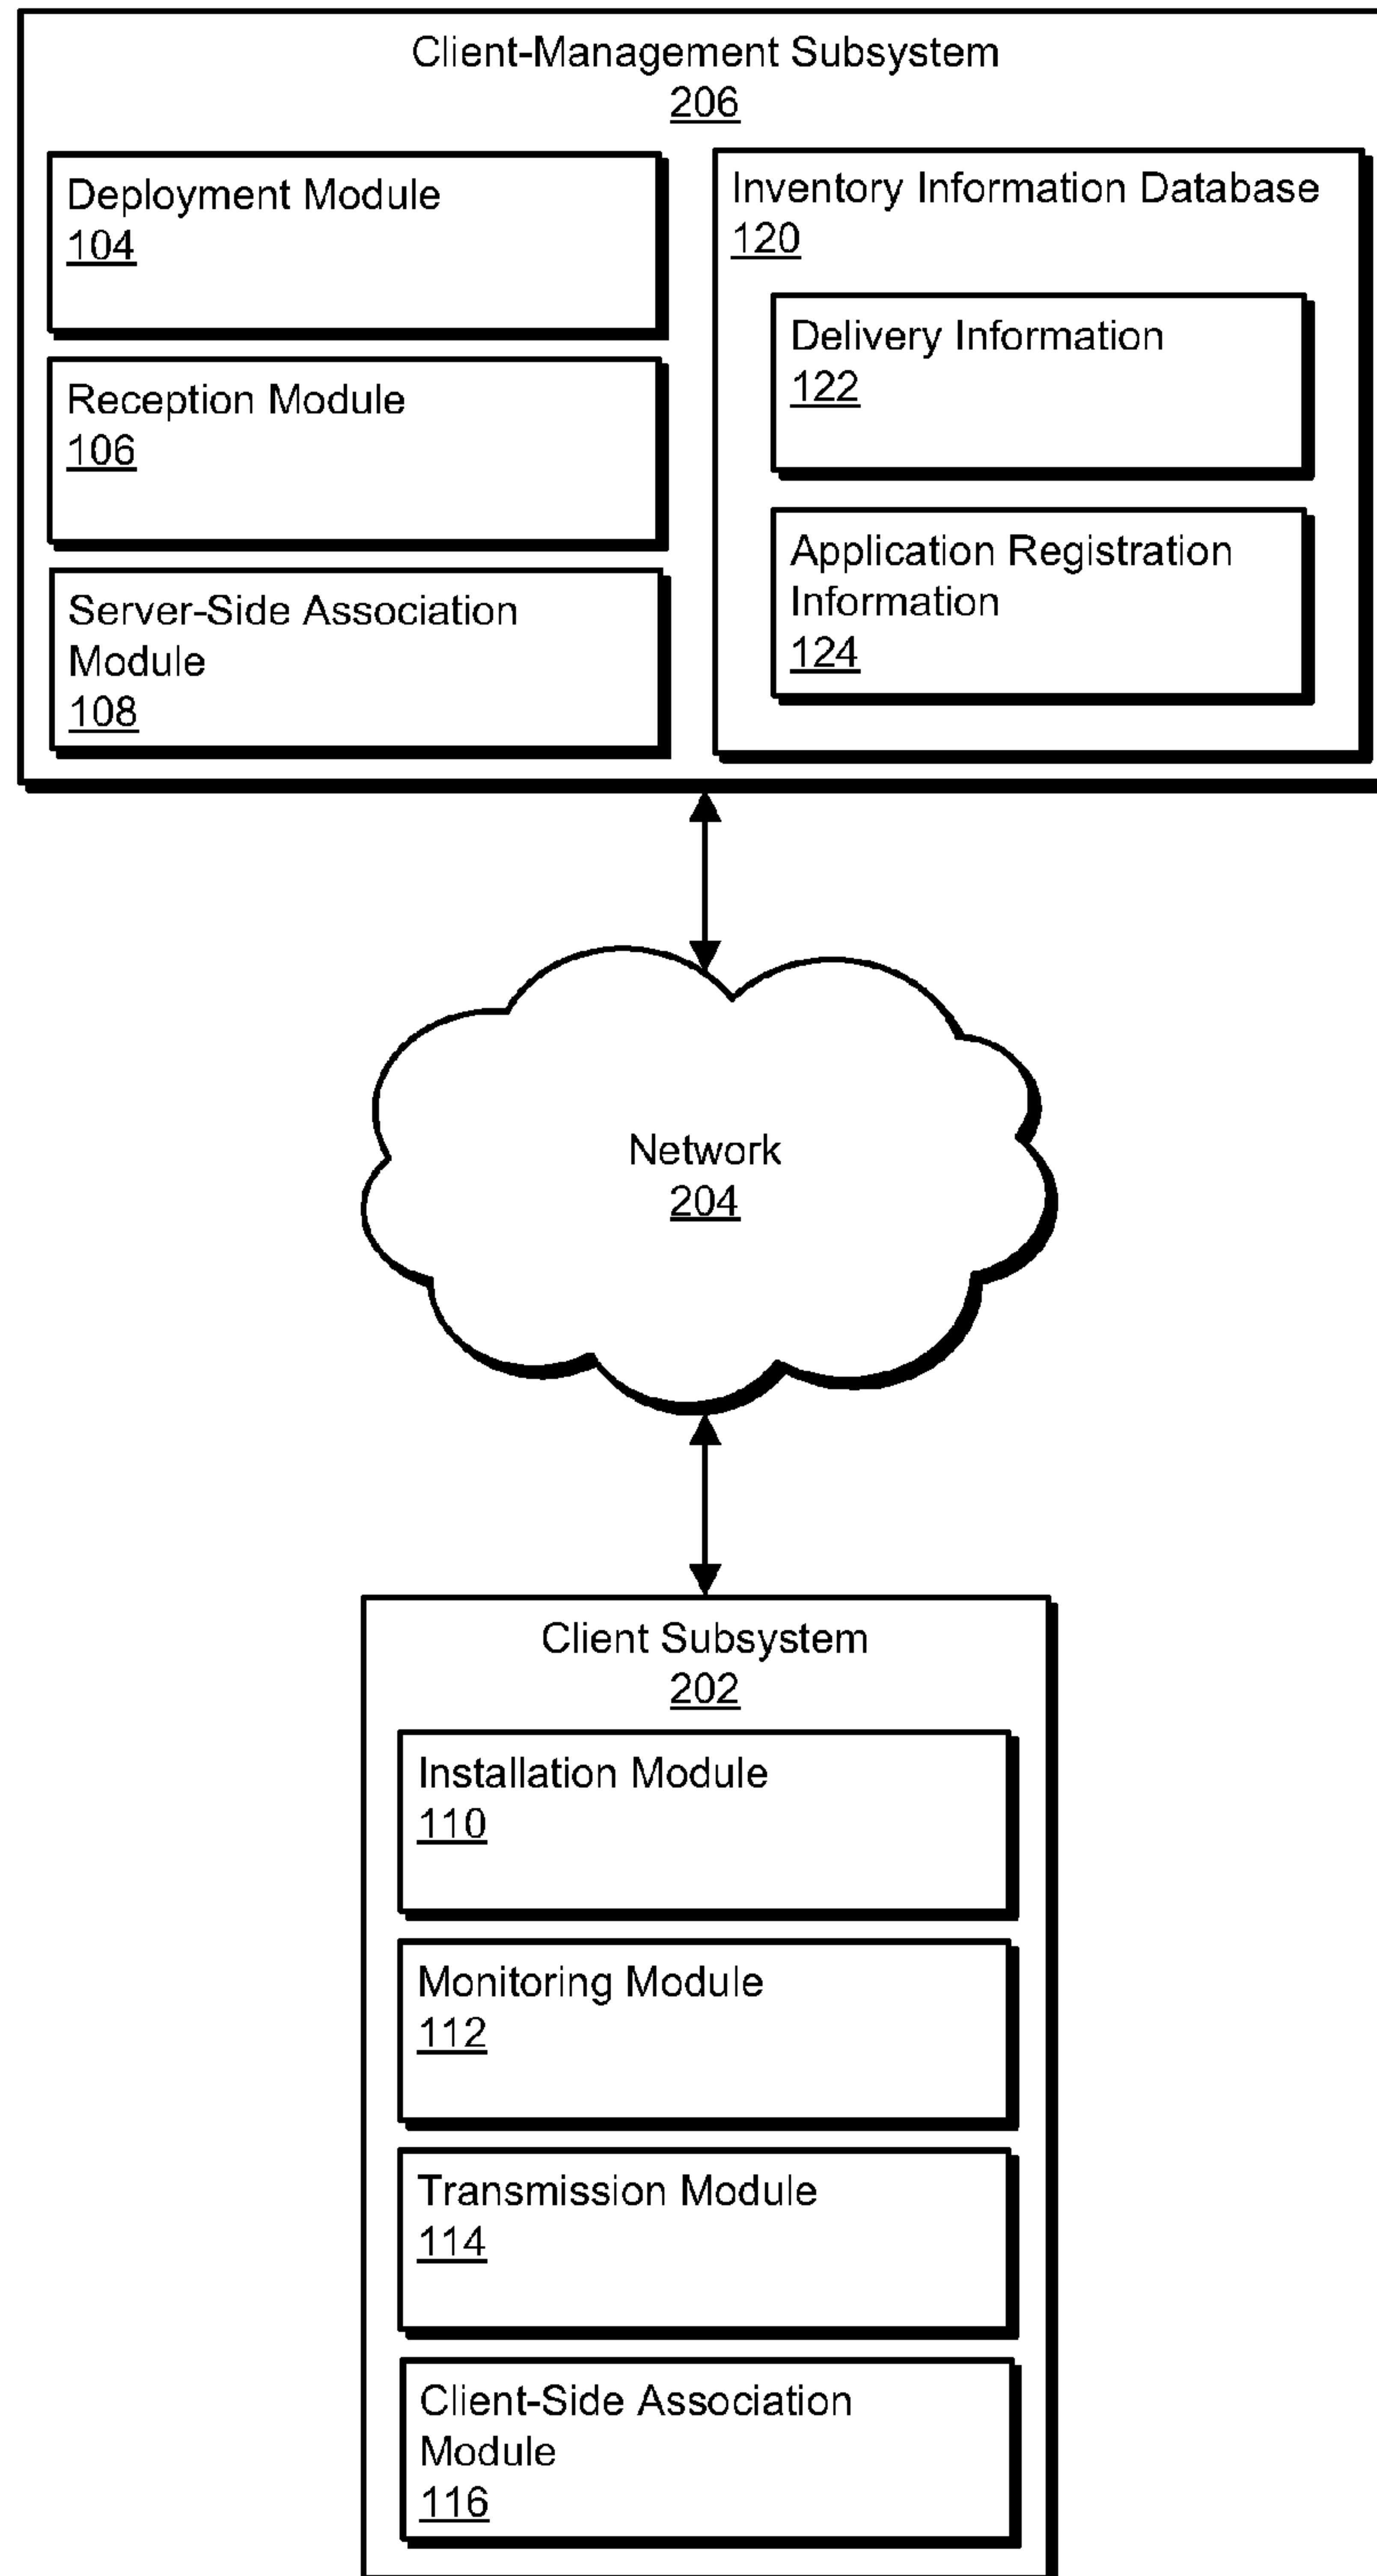 Client-Management Subsystem
206
Deployment Module
104
Reception Module
106
Server-Side Association
Module
108
Inventory Information Database
120
Delivery Information
122
Application Registration
Information
124
Network
204
Client Subsystem
202
Installation Module
110
Monitoring Module
112
Transmission Module
114
Client-Side Association
Module
116